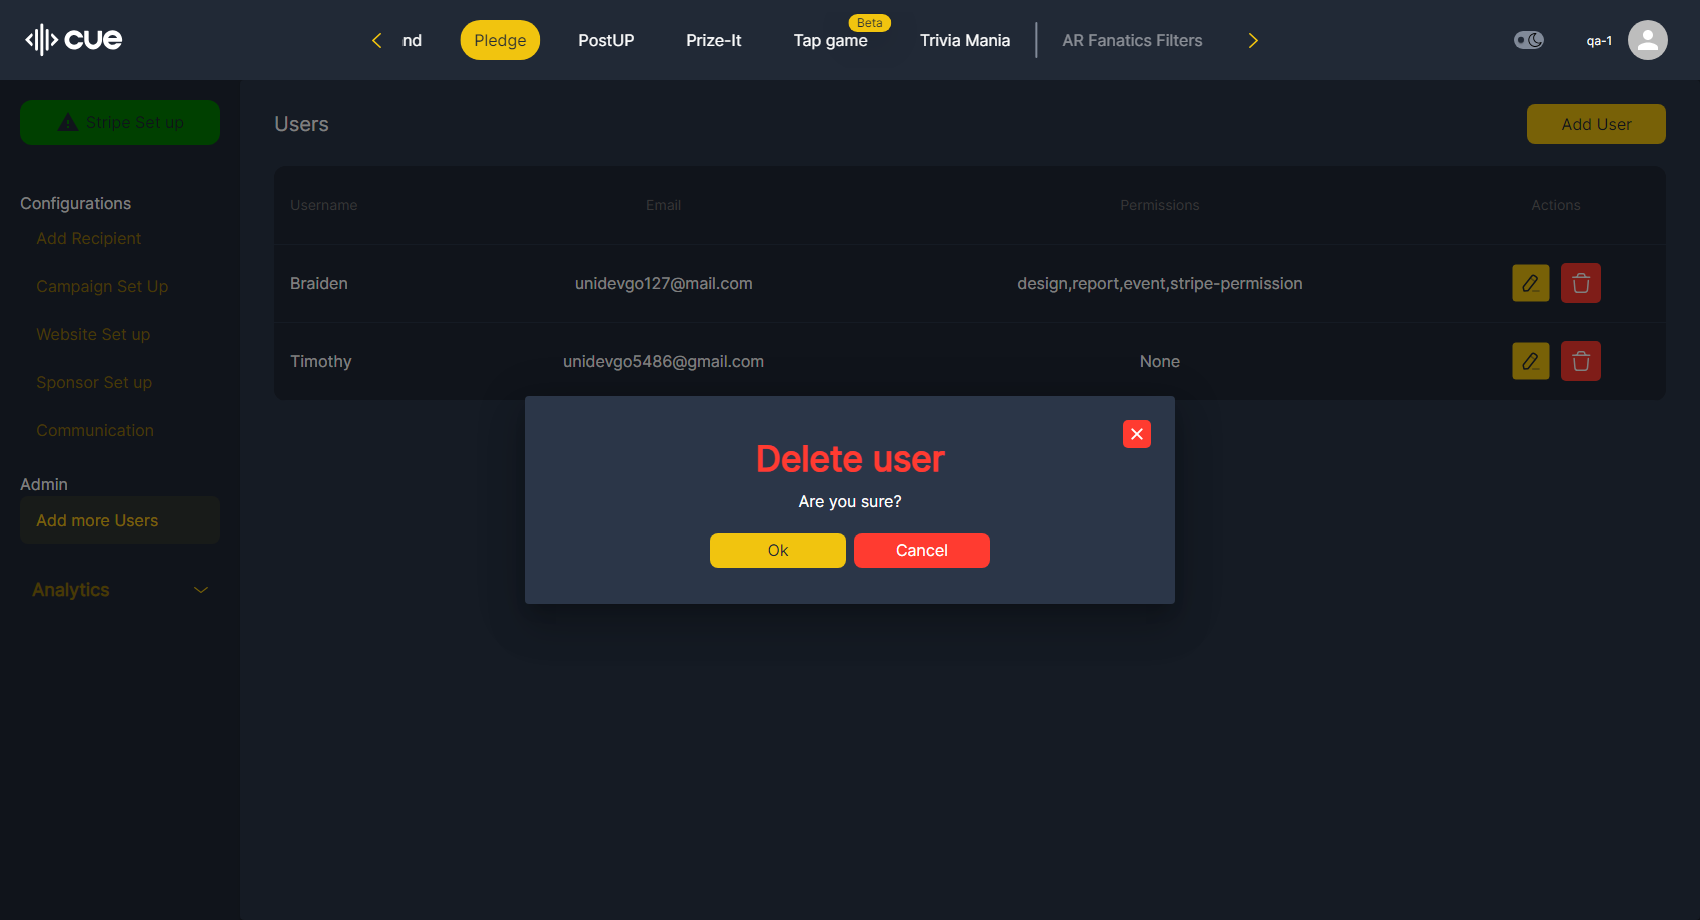 cue
nd
Pledge
PostUP
Prize-It
Tap game
Beta
Trivia Mania
AR Fanatics Filters
qa-1
Stripe Set up
Configurations
Add Recipient
Campaign Set Up
Website Set up
Sponsor Set up
Communication
Admin
Add more Users
Analytics
Users
Add User
Username Email Permissions Actions
Braiden unidevgo127@mail.com design,report,event,stripe-permission
Timothy unidevgo5486@gmail.com None
Delete user
Are you sure?
Ok Cancel